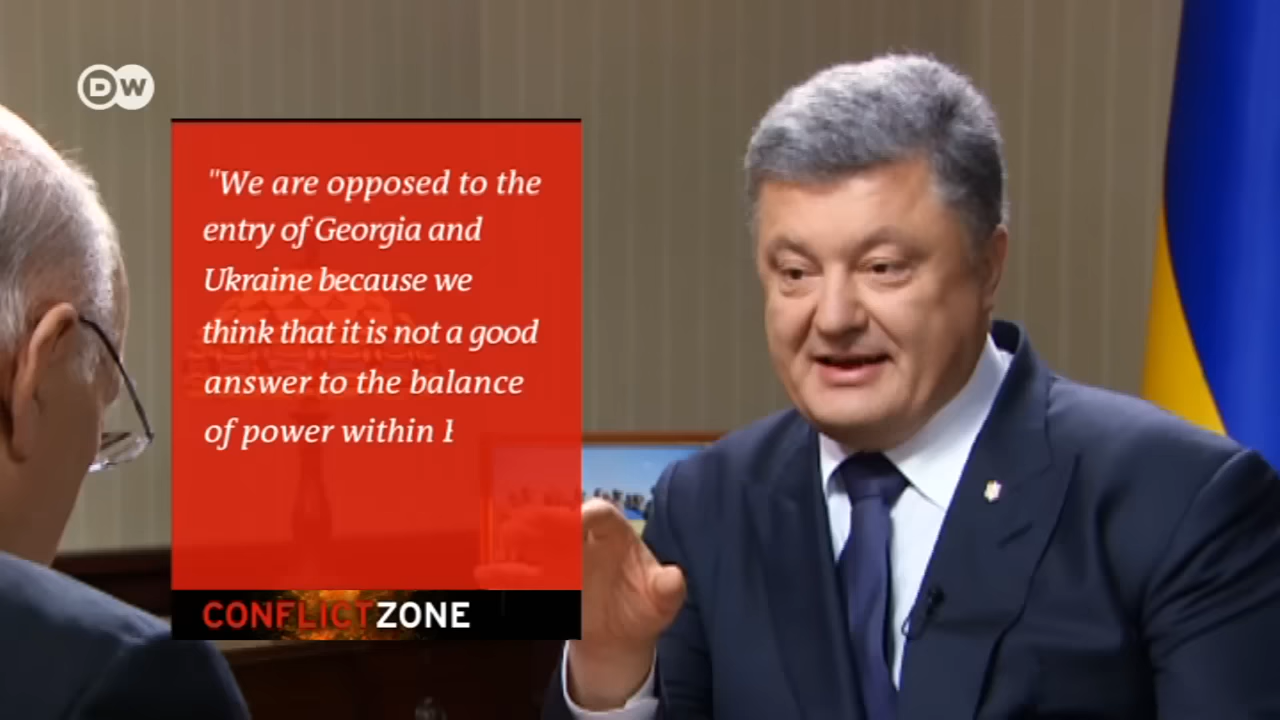 DW
"We are opposed to the
entry of Georgia and
Ukraine because we
think that it is not a good
answer to the balance
of power within
CONFLICTZONE